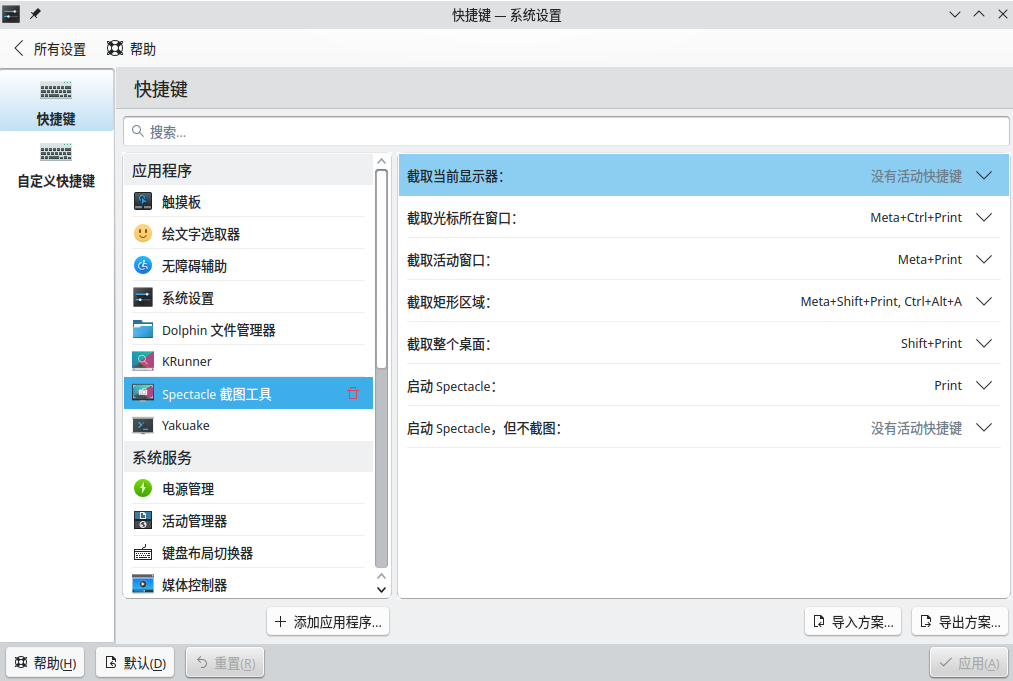 快捷键 — 系统设置
所有设置 帮助
快捷键
自定义快捷键
快捷键
搜索...
应用程序
触摸板
绘文字选取器
无障碍辅助
系统设置
Dolphin 文件管理器
KRunner
Spectacle 截图工具
Yakuake
系统服务
电源管理
活动管理器
键盘布局切换器
媒体控制器
添加应用程序...
截取当前显示器： 没有活动快捷键
截取光标所在窗口： Meta+Ctrl+Print
截取活动窗口： Meta+Print
截取矩形区域： Meta+Shift+Print, Ctrl+Alt+A
截取整个桌面： Shift+Print
启动 Spectacle： Print
启动 Spectacle，但不截图： 没有活动快捷键
导入方案... 导出方案...
帮助(H) 默认(D) 重置(R) 应用(A)